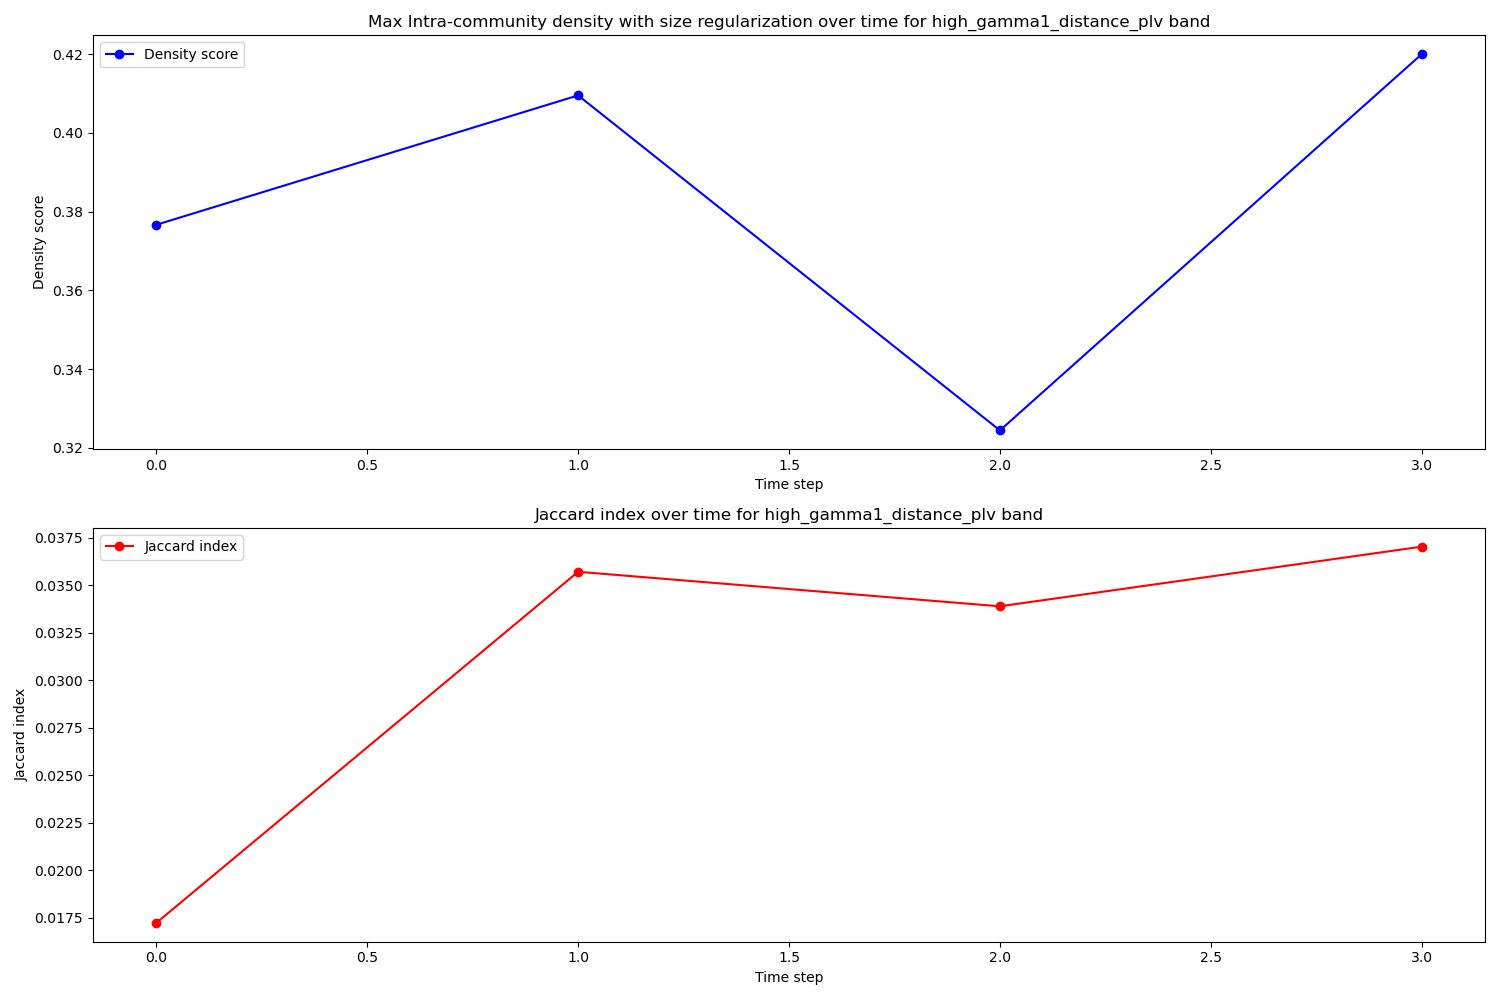 Max Intra-community density with size regularization over time for high_gamma1_distance_plv band
Density score
0.42
0.40
0.38
0.36
0.34
0.32
Density score
0.0 0.5 1.0 1.5 2.0 2.5 3.0
Time step
Jaccard index over time for high_gamma1_distance_plv band
Jaccard index
0.0375
0.0350
0.0325
0.0300
0.0275
0.0250
0.0225
0.0200
0.0175
Jaccard index
0.0 0.5 1.0 1.5 2.0 2.5 3.0
Time step